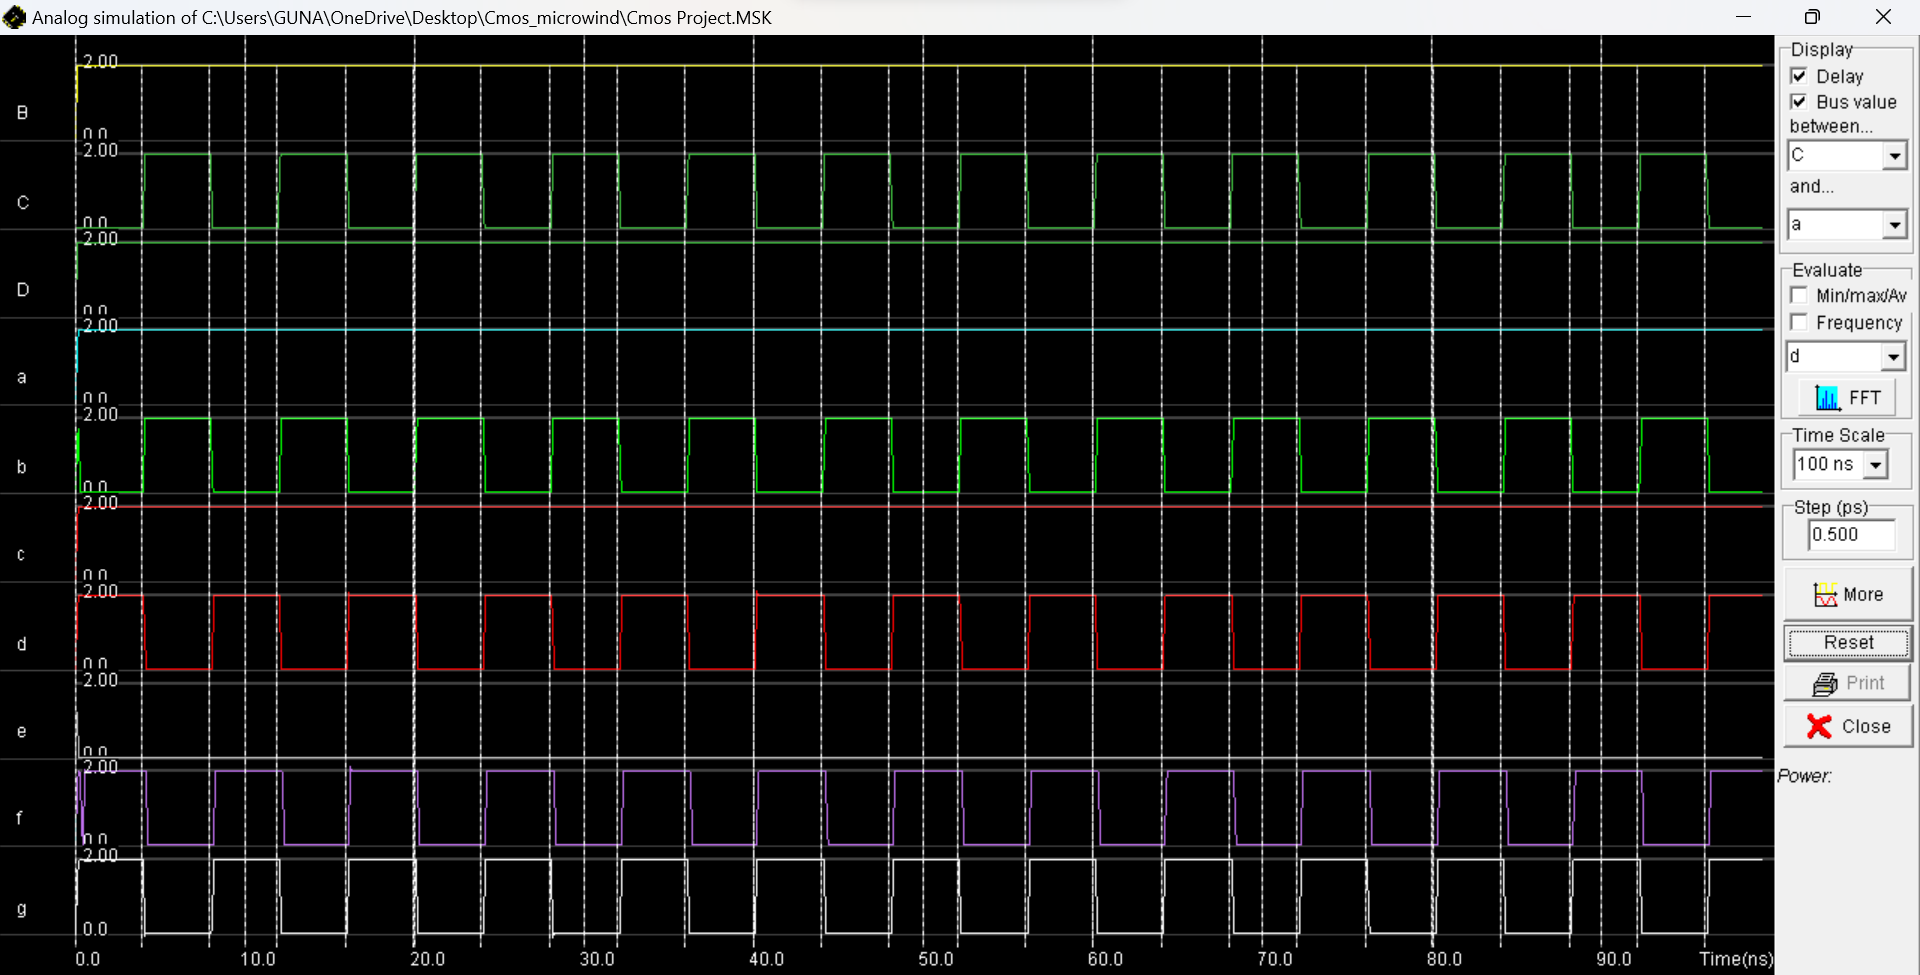 Analog simulation of C:\Users\GUNA\OneDrive\Desktop\Cmos_microwind\Cmos Project.MSK
2.00
B
0.0
2.00
C
0.0
2.00
D
0.0
2.00
a
0.0
2.00
b
0.0
2.00
c
0.0
2.00
d
0.0
2.00
e
0.0
2.00
f
0.0
2.00
g
0.0
0.0 10.0 20.0 30.0 40.0 50.0 60.0 70.0 80.0 90.0 Time(ns)
Display
Delay
Bus value
between...
C
and...
a
Evaluate
Min/max/Av
Frequency
d
FFT
Time Scale
100 ns
Step (ps)
0.500
More
Reset
Print
Close
Power: